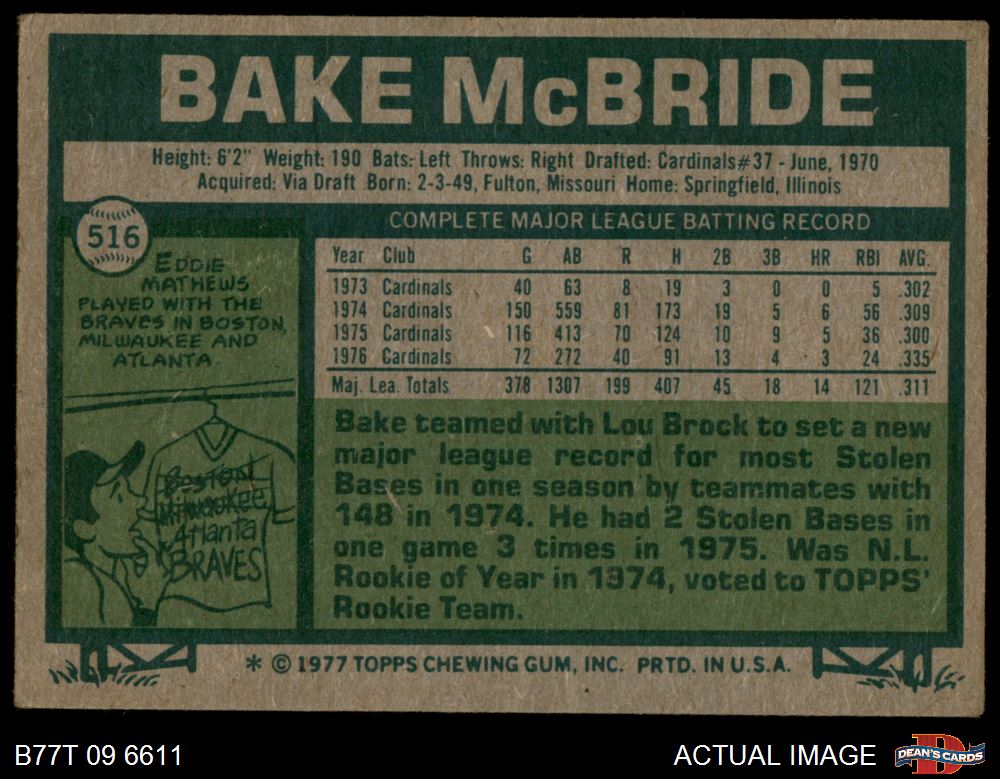 BAKE McBRIDE
Height: 6'2" Weight: 190 Bats: Left Throws: Right Drafted: Cardinals#37 - June, 1970
Acquired: Via Draft Born: 2-3-49, Fulton, Missouri Home: Springfield, Illinois
516
EDDIE
MATHEWS
PLAYED WITH THE
BRAVES IN BOSTON,
MILWAUKEE AND
ATLANTA.
Boston
Milwaukee
Atlanta
BRAVES
COMPLETE MAJOR LEAGUE BATTING RECORD
Year Club G AB R H 2B 3B HR RBI AVG.
1973 Cardinals 40 63 8 19 3 0 0 5 .302
1974 Cardinals 150 559 81 173 19 5 6 56 .309
1975 Cardinals 116 413 70 124 10 9 5 36 .300
1976 Cardinals 72 272 40 91 13 4 3 24 .335
Maj. Lea. Totals 378 1307 199 407 45 18 14 121 .311
Bake teamed with Lou Brock to set a new
major league record for most Stolen
Bases in one season by teammates with
148 in 1974. He had 2 Stolen Bases in
one game 3 times in 1975. Was N.L.
Rookie of Year in 1974, voted to TOPPS'
Rookie Team.
* © 1977 TOPPS CHEWING GUM, INC. PRTD. IN U.S.A.
B77T 09 6611
ACTUAL IMAGE
DEAN'S CARDS